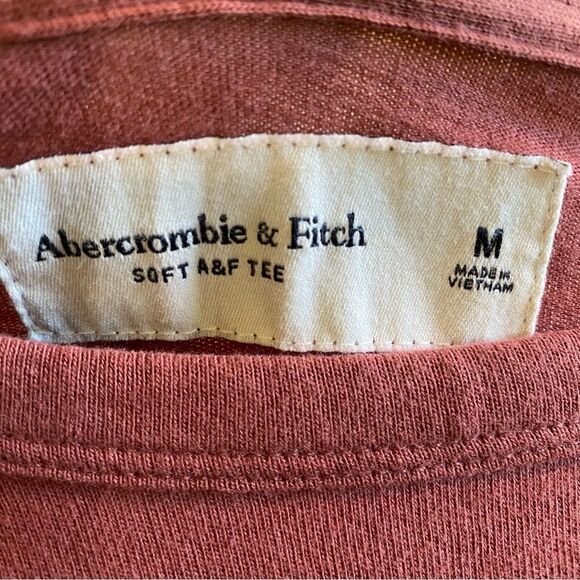 Abercrombie & Fitch
SOFT A&F TEE
M
MADE IN
VIETNAM